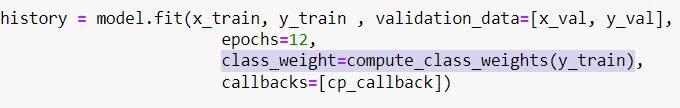 history = model.fit(x_train, y_train , validation_data=[x_val, y_val],
epochs=12,
class_weight=compute_class_weights(y_train),
callbacks=[cp_callback])